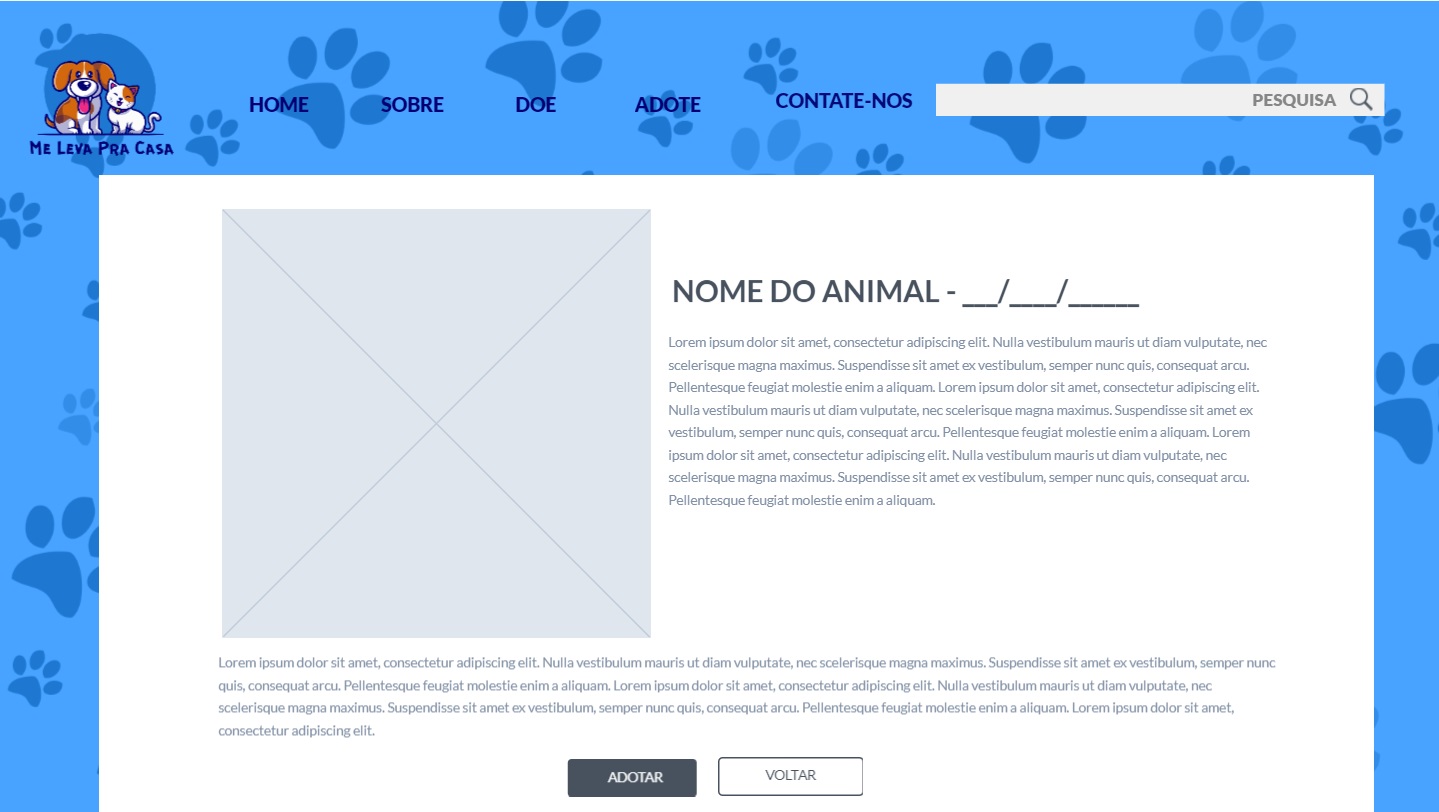 HOME SOBRE DOE ADOTE CONTATE-NOS PESQUISA
ME LEVA PRA CASA
NOME DO ANIMAL - ___/____/______
Lorem ipsum dolor sit amet, consectetur adipiscing elit. Nulla vestibulum mauris ut diam vulputate, nec
scelerisque magna maximus. Suspendisse sit amet ex vestibulum, semper nunc quis, consequat arcu.
Pellentesque feugiat molestie enim a aliquam. Lorem ipsum dolor sit amet, consectetur adipiscing elit.
Nulla vestibulum mauris ut diam vulputate, nec scelerisque magna maximus. Suspendisse sit amet ex
vestibulum, semper nunc quis, consequat arcu. Pellentesque feugiat molestie enim a aliquam. Lorem
ipsum dolor sit amet, consectetur adipiscing elit. Nulla vestibulum mauris ut diam vulputate, nec
scelerisque magna maximus. Suspendisse sit amet ex vestibulum, semper nunc quis, consequat arcu.
Pellentesque feugiat molestie enim a aliquam.
Lorem ipsum dolor sit amet, consectetur adipiscing elit. Nulla vestibulum mauris ut diam vulputate, nec scelerisque magna maximus. Suspendisse sit amet ex vestibulum, semper nunc
quis, consequat arcu. Pellentesque feugiat molestie enim a aliquam. Lorem ipsum dolor sit amet, consectetur adipiscing elit. Nulla vestibulum mauris ut diam vulputate, nec
scelerisque magna maximus. Suspendisse sit amet ex vestibulum, semper nunc quis, consequat arcu. Pellentesque feugiat molestie enim a aliquam. Lorem ipsum dolor sit amet,
consectetur adipiscing elit.
ADOTAR VOLTAR